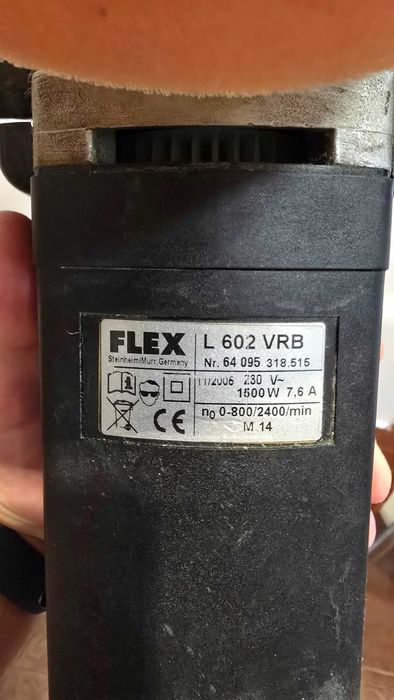 FLEX
Steinheim/Murr, Germany
L 602 VRB
Nr. 64 095 318.515
11/2006 230 V~
1500 W 7,6 A
n0 0-800/2400/min
M 14
CE